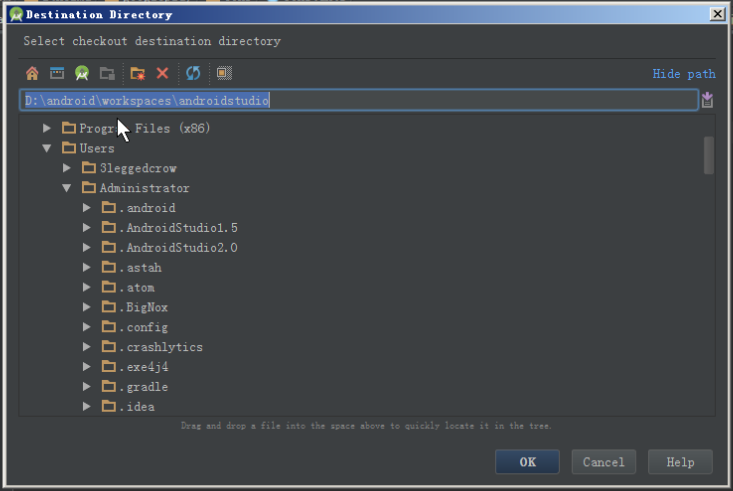 Destination Directory
Select checkout destination directory
Hide path
D:\android\workspaces\androidstudio
Files (x86)
Users
3leggedcrow
Administrator
.android
.AndroidStudio1.5
.AndroidStudio2.0
.astah
.atom
.BigNox
.config
.crashlytics
.exe4j4
.gradle
.idea
Drag and drop a file into the space above to quickly locate it in the tree.
OK Cancel Help